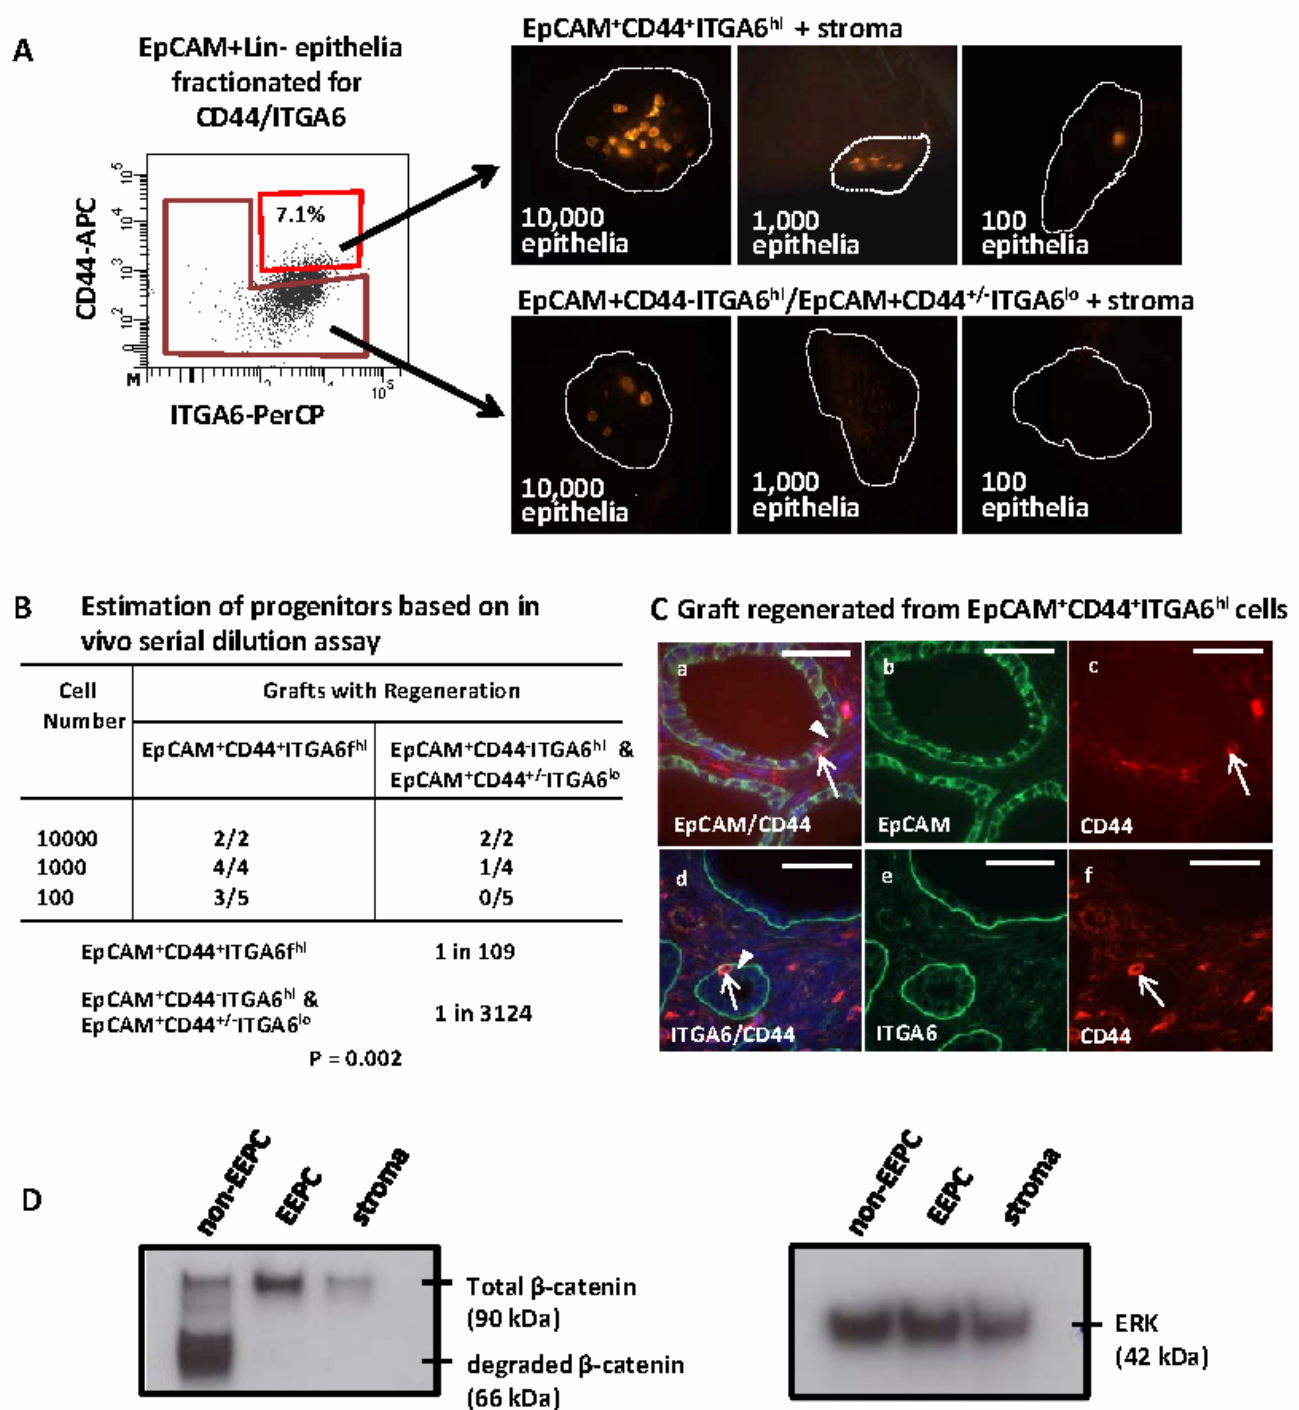 A
EpCAM+Lin- epithelia
fractionated for
CD44/ITGA6
CD44-APC
10⁵
10⁴
10³
10²
0
7.1%
M
10⁵
ITGA6-PerCP
EpCAM⁺CD44⁺ITGA6ʰⁱ + stroma
10,000
epithelia
1,000
epithelia
100
epithelia
EpCAM+CD44-ITGA6ʰⁱ/EpCAM+CD44⁺/⁻ITGA6ˡᵒ + stroma
10,000
epithelia
1,000
epithelia
100
epithelia
B Estimation of progenitors based on in
vivo serial dilution assay
Cell
Number
Grafts with Regeneration
EpCAM⁺CD44⁺ITGA6fʰⁱ
EpCAM⁺CD44⁻ITGA6ʰⁱ &
EpCAM⁺CD44⁺/⁻ITGA6ˡᵒ
10000 2/2 2/2
1000 4/4 1/4
100 3/5 0/5
EpCAM⁺CD44⁺ITGA6fʰⁱ 1 in 109
EpCAM⁺CD44⁻ITGA6ʰⁱ &
EpCAM⁺CD44⁺/⁻ITGA6ˡᵒ
1 in 3124
P = 0.002
C Graft regenerated from EpCAM⁺CD44⁺ITGA6ʰⁱ cells
a
EpCAM/CD44
b
EpCAM
c
CD44
d
ITGA6/CD44
e
ITGA6
f
CD44
D
non-EEPC
EEPC
stroma
Total β-catenin
(90 kDa)
degraded β-catenin
(66 kDa)
non-EEPC
EEPC
stroma
ERK
(42 kDa)